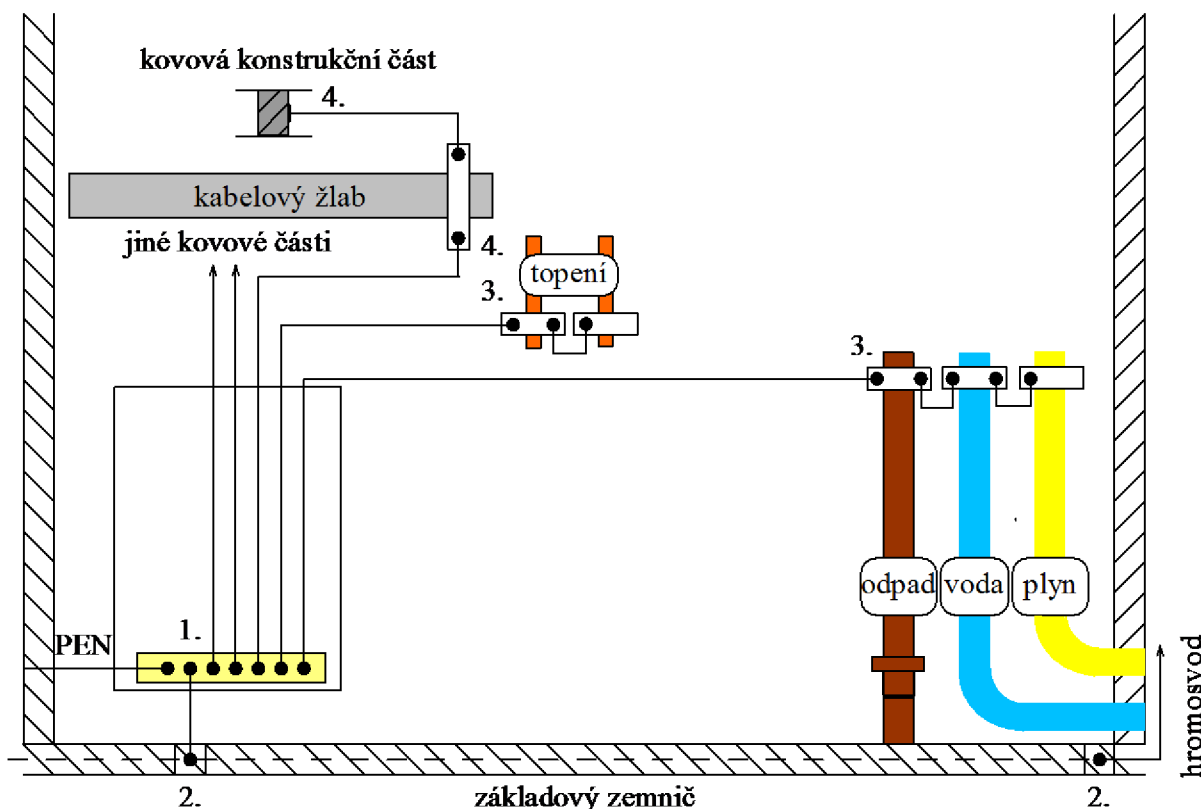 kovová konstrukční část
4.
kabelový žlab
jiné kovové části
4.
topení
3.
3.
odpad
voda
plyn
1.
PEN
hromosvod
2.
základový zemnič
2.